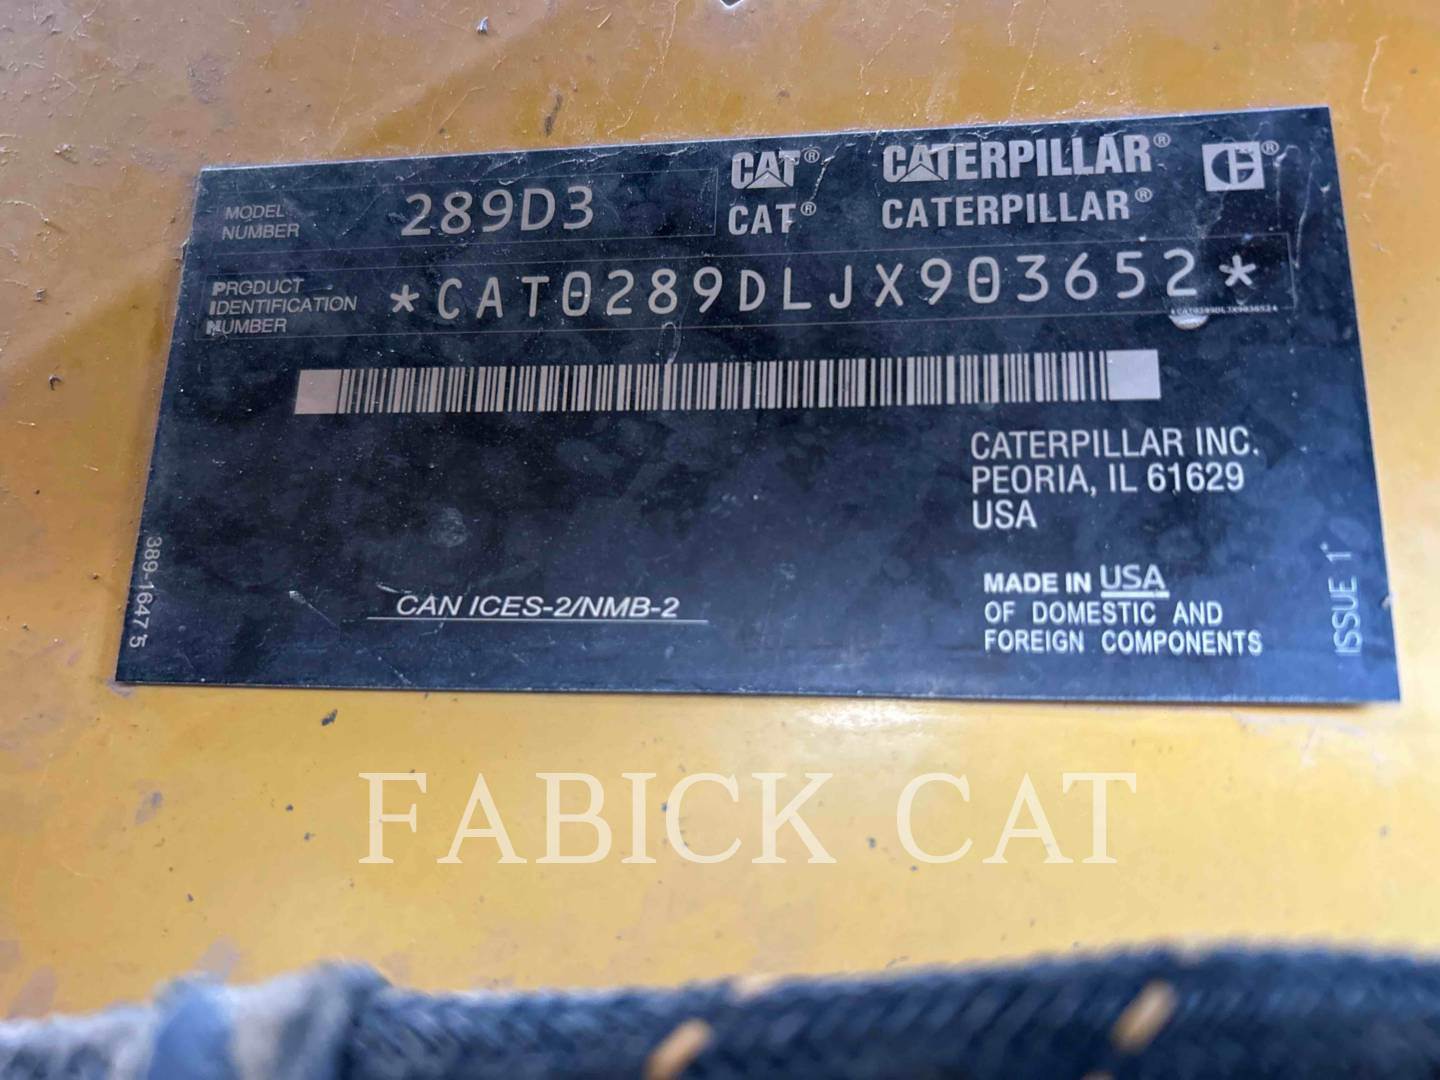 MODEL NUMBER 289D3
CAT® CATERPILLAR® ®
CAT® CATERPILLAR®
PRODUCT IDENTIFICATION NUMBER *CAT0289DLJX903652*
CATERPILLAR INC.
PEORIA, IL 61629
USA
MADE IN USA
OF DOMESTIC AND
FOREIGN COMPONENTS
CAN ICES-2/NMB-2
389-1647 5
ISSUE 1
FABICK CAT